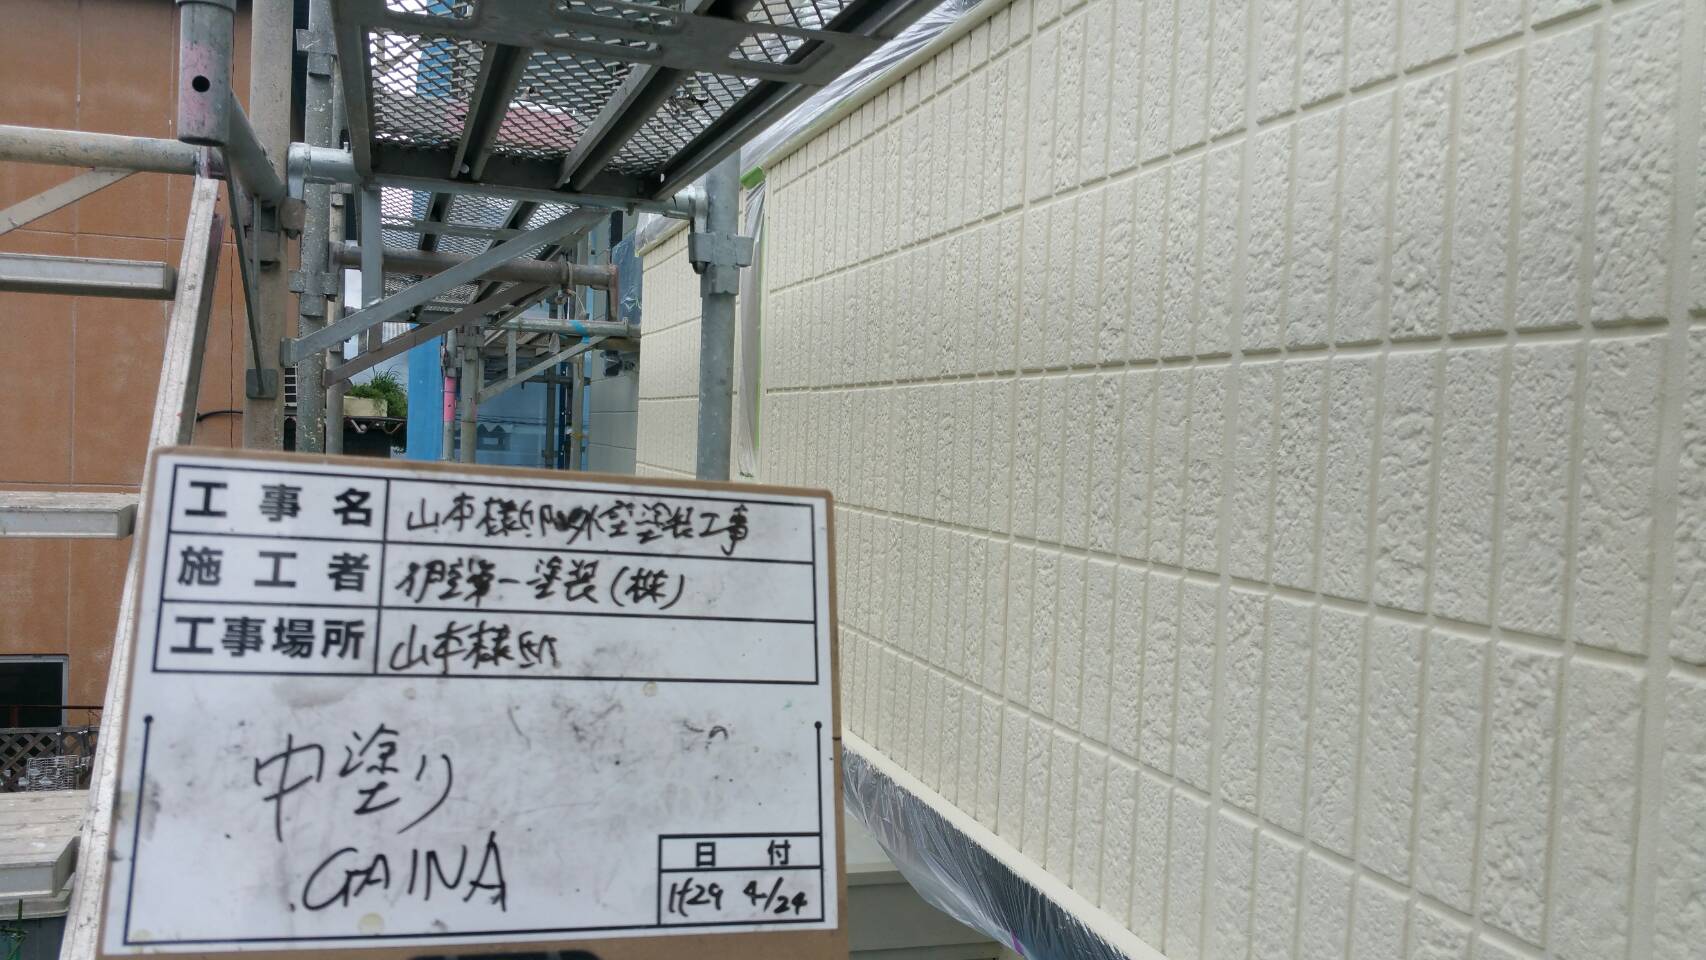 工事名 山本様邸外壁塗装工事
施工者 伊勢第一塗装(株)
工事場所 山本様邸
中塗り
GAINA
日付
H29 4/24